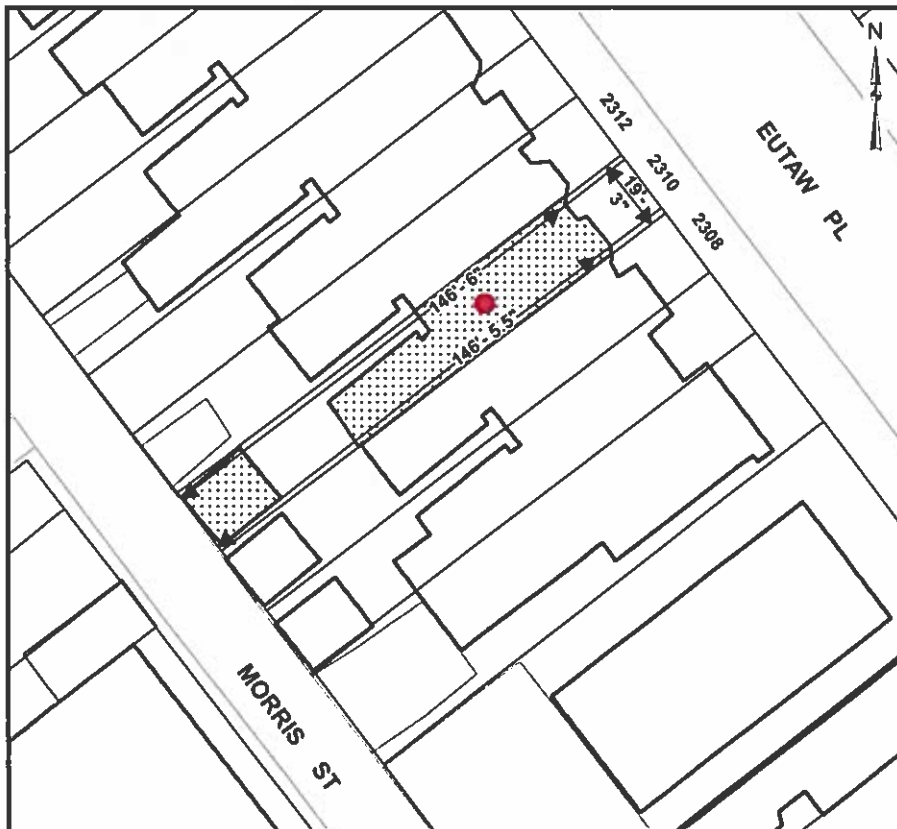 N
2312
EUTAW PL
2310
19'-
3"
2308
146'- 6"
146'- 5.5"
MORRIS ST